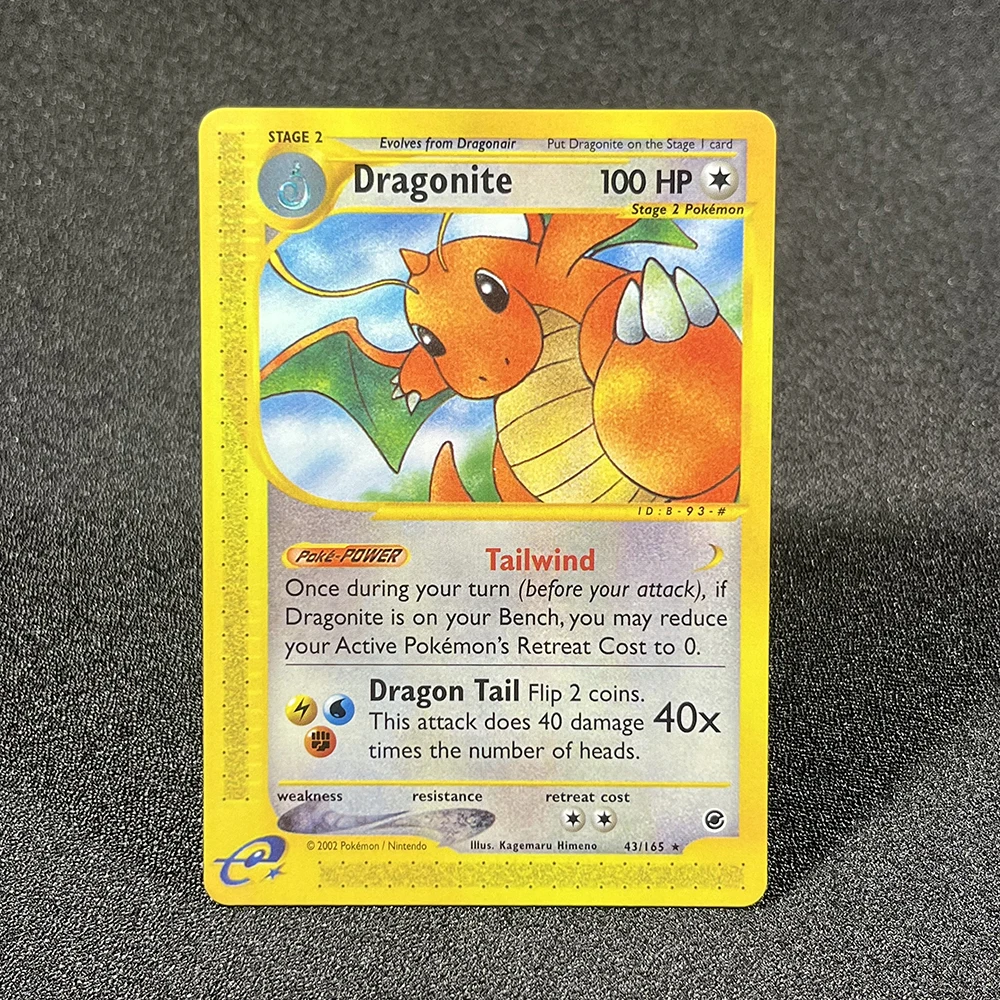 STAGE 2
Evolves from Dragonair
Put Dragonite on the Stage 1 card
Dragonite
100 HP
Stage 2 Pokémon
ID:B-93-#
Poké-POWER
Tailwind
Once during your turn (before your attack), if
Dragonite is on your Bench, you may reduce
your Active Pokémon's Retreat Cost to 0.
Dragon Tail Flip 2 coins.
This attack does 40 damage
times the number of heads.
40x
weakness
resistance
retreat cost
© 2002 Pokémon / Nintendo
Illus. Kagemaru Himeno
43/165 ★
e